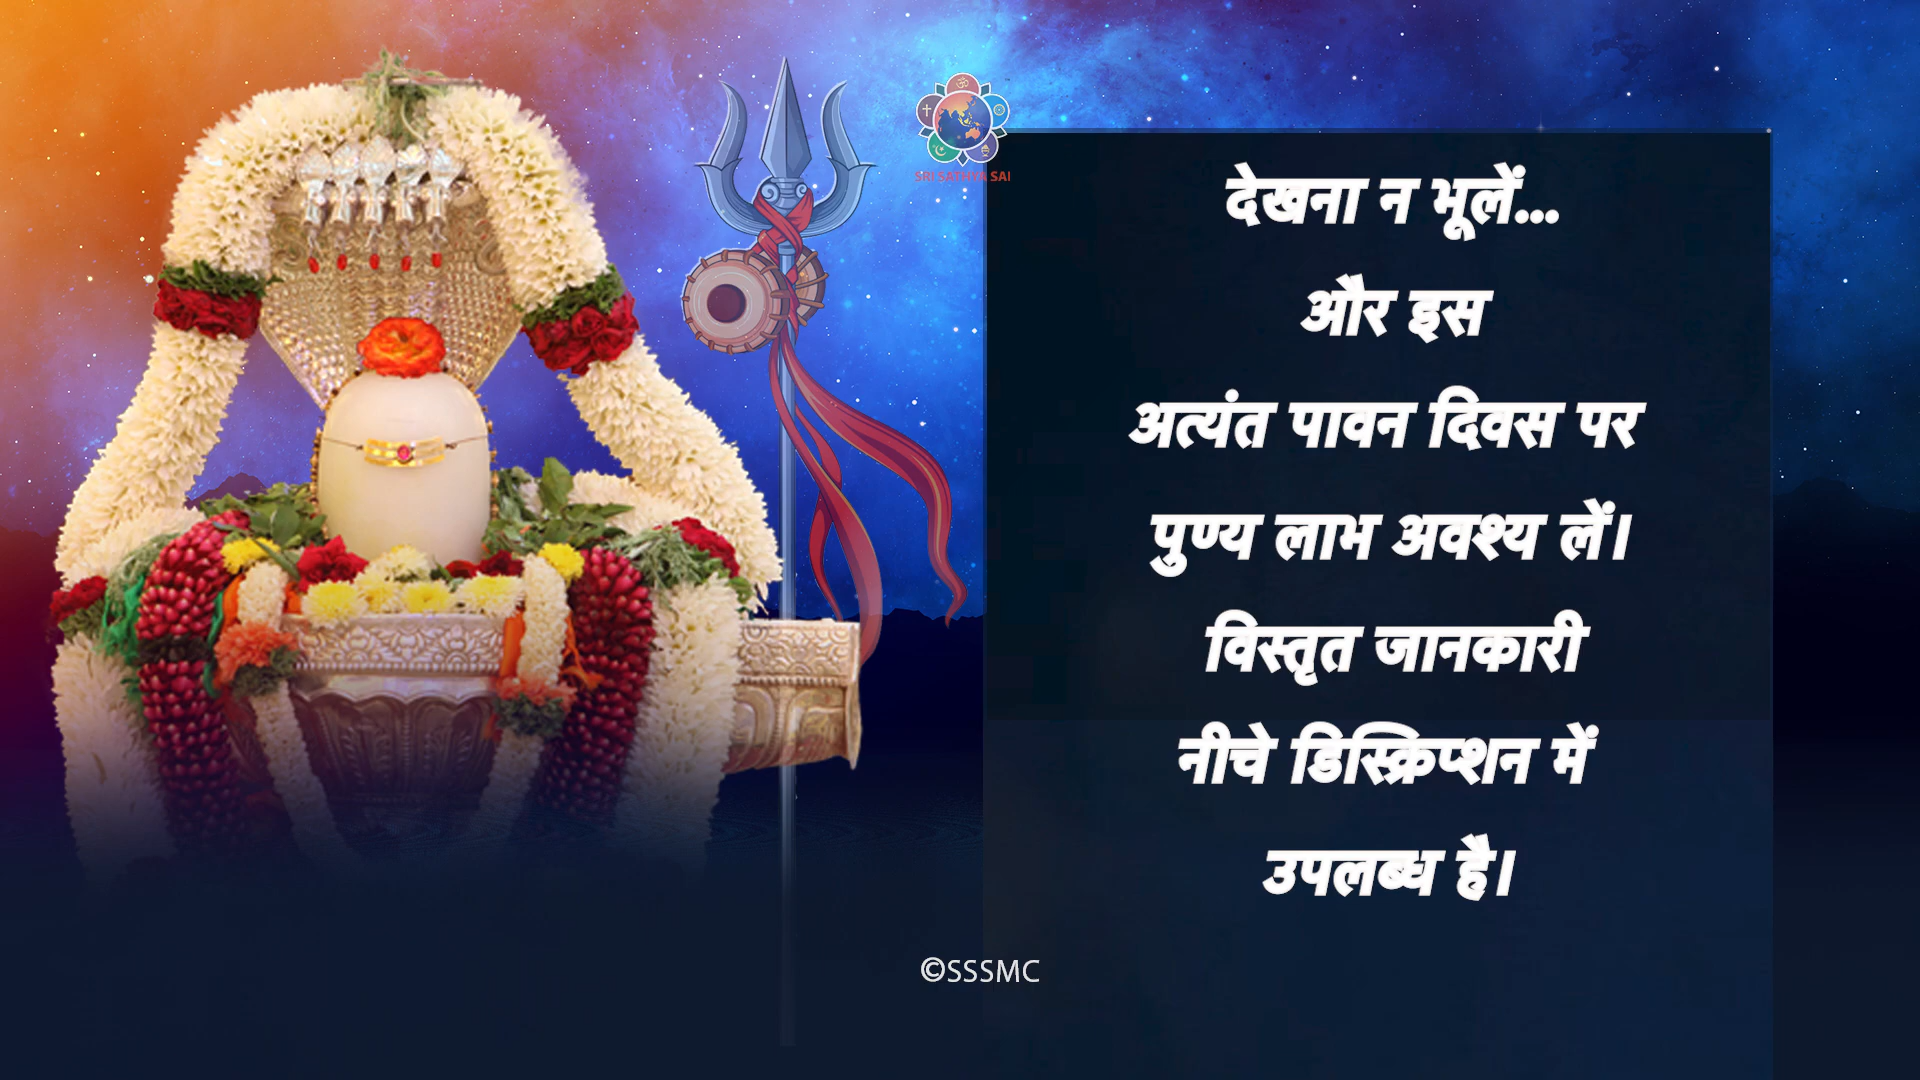 SRI SATHYA SAI
देखना न भूलें...
और इस
अत्यंत पावन दिवस पर
पुण्य लाभ अवश्य लें।
विस्तृत जानकारी
नीचे डिस्क्रिप्शन में
उपलब्ध है।
©SSSMC